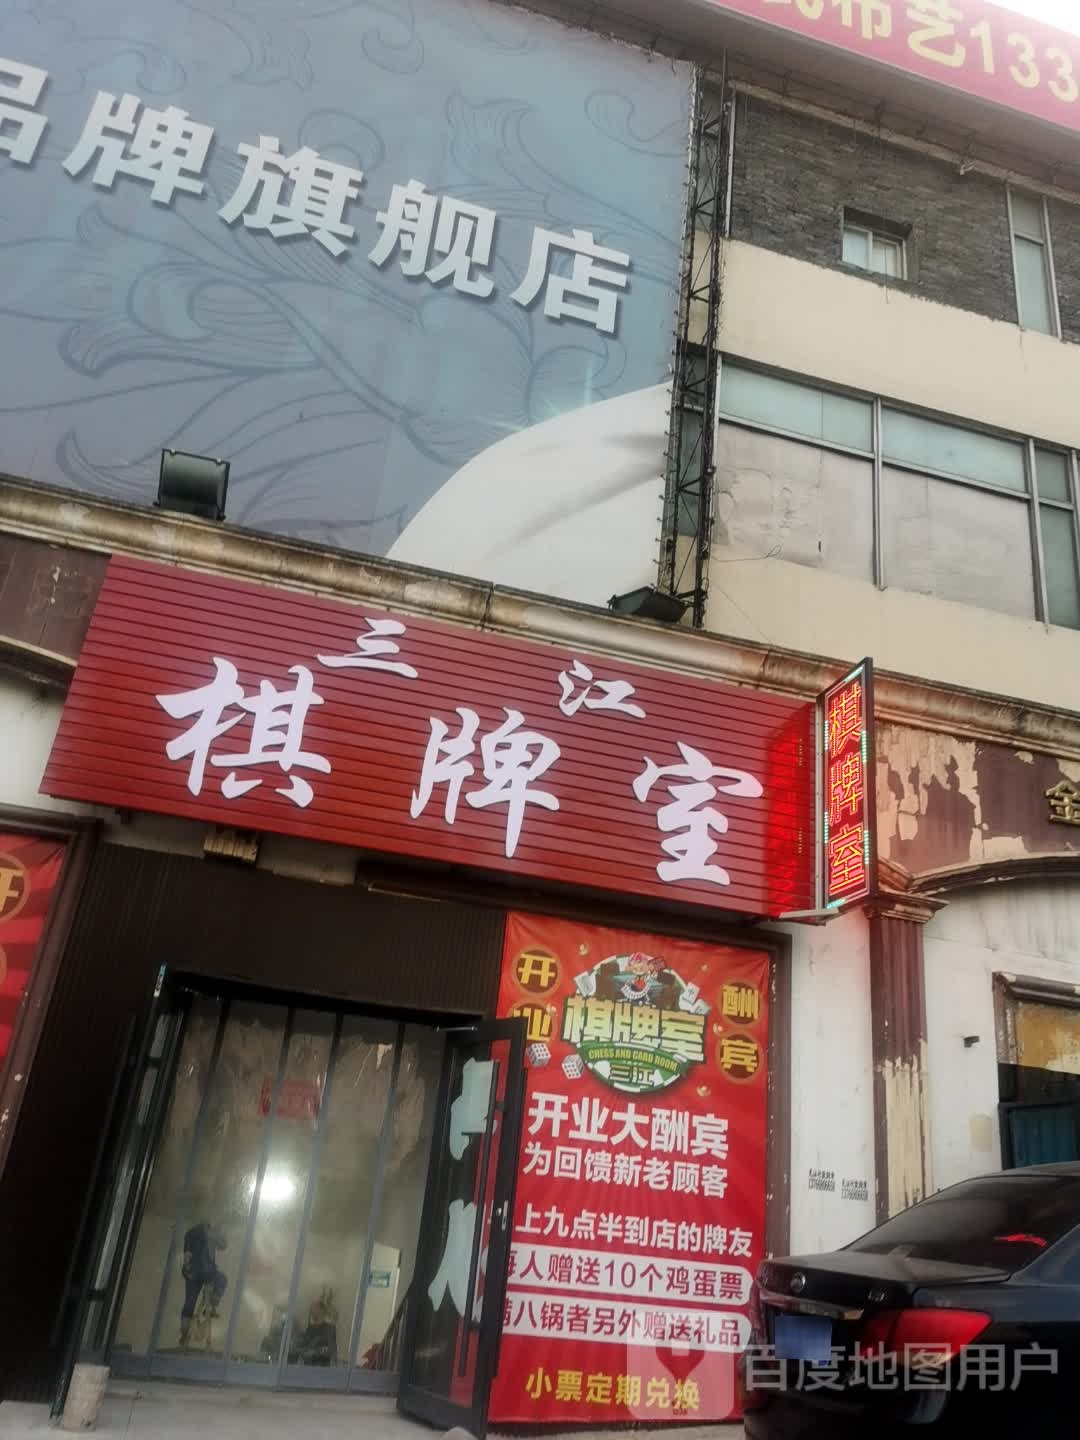 布艺133
品牌旗舰店
三江
棋牌室
棋牌室
金
开
开业
酬宾
棋牌室
CHESS AND CARD ROOM
三江
开业大酬宾
为回馈新老顾客
上九点半到店的牌友
每人赠送10个鸡蛋票
满八锅者另外赠送礼品
小票定期兑换
百度地图用户